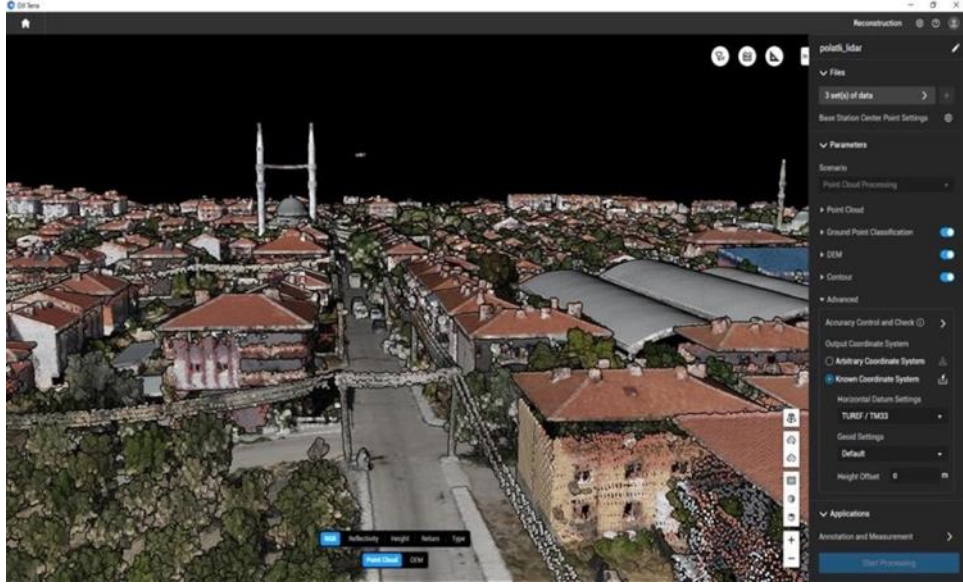 DJI Terra
Reconstruction
polatli_lidar
Files
3 set(s) of data
Base Station Center Point Settings
Parameters
Scenario
Point Cloud Processing
Point Cloud
Ground Point Classification
DEM
Contour
Advanced
Accuracy Control and Check
Output Coordinate System
Arbitrary Coordinate System
Known Coordinate System
Horizontal Datum Settings
TUREF / TM33
Geoid Settings
Default
Height Offset 0 m
Applications
Annotation and Measurement
Start Processing
RGB Reflectivity Height Return Type
Point Cloud DEM